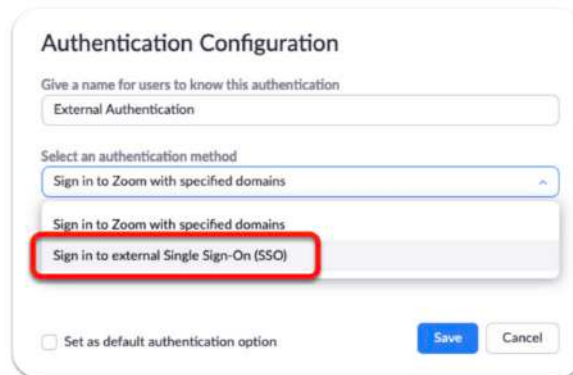 Authentication Configuration
Give a name for users to know this authentication
External Authentication
Select an authentication method
Sign in to Zoom with specified domains
Sign in to Zoom with specified domains
Sign in to external Single Sign-On (SSO)
Set as default authentication option
Save
Cancel